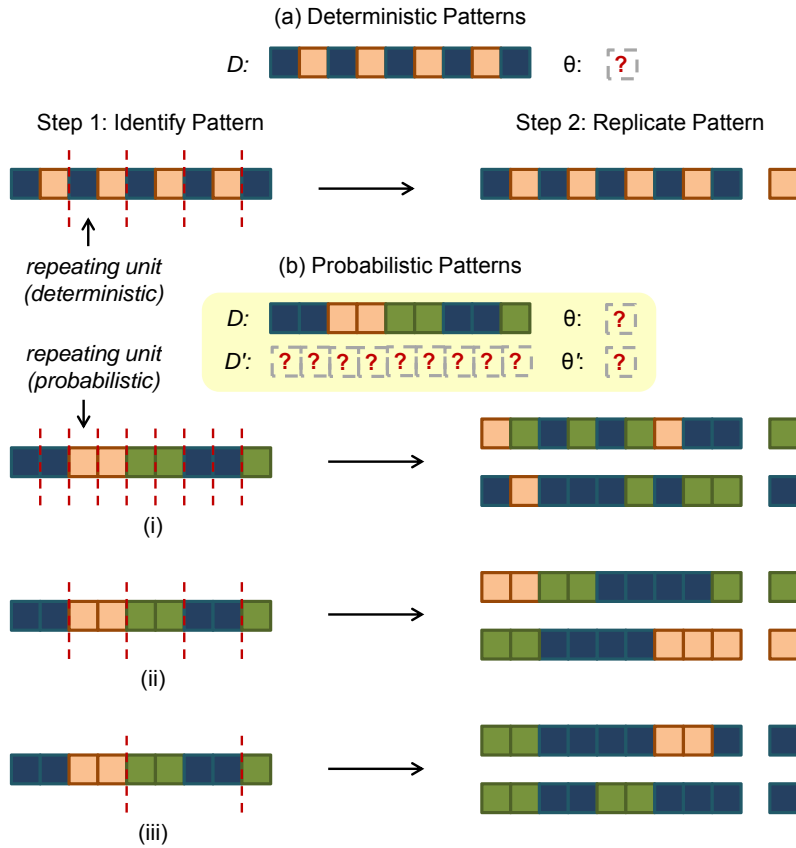 (a) Deterministic Patterns
D: θ: ?
Step 1: Identify Pattern
Step 2: Replicate Pattern
repeating unit
(deterministic)
(b) Probabilistic Patterns
D: θ: ?
D': ? ? ? ? ? ? ? ? ? θ': ?
repeating unit
(probabilistic)
(i)
(ii)
(iii)